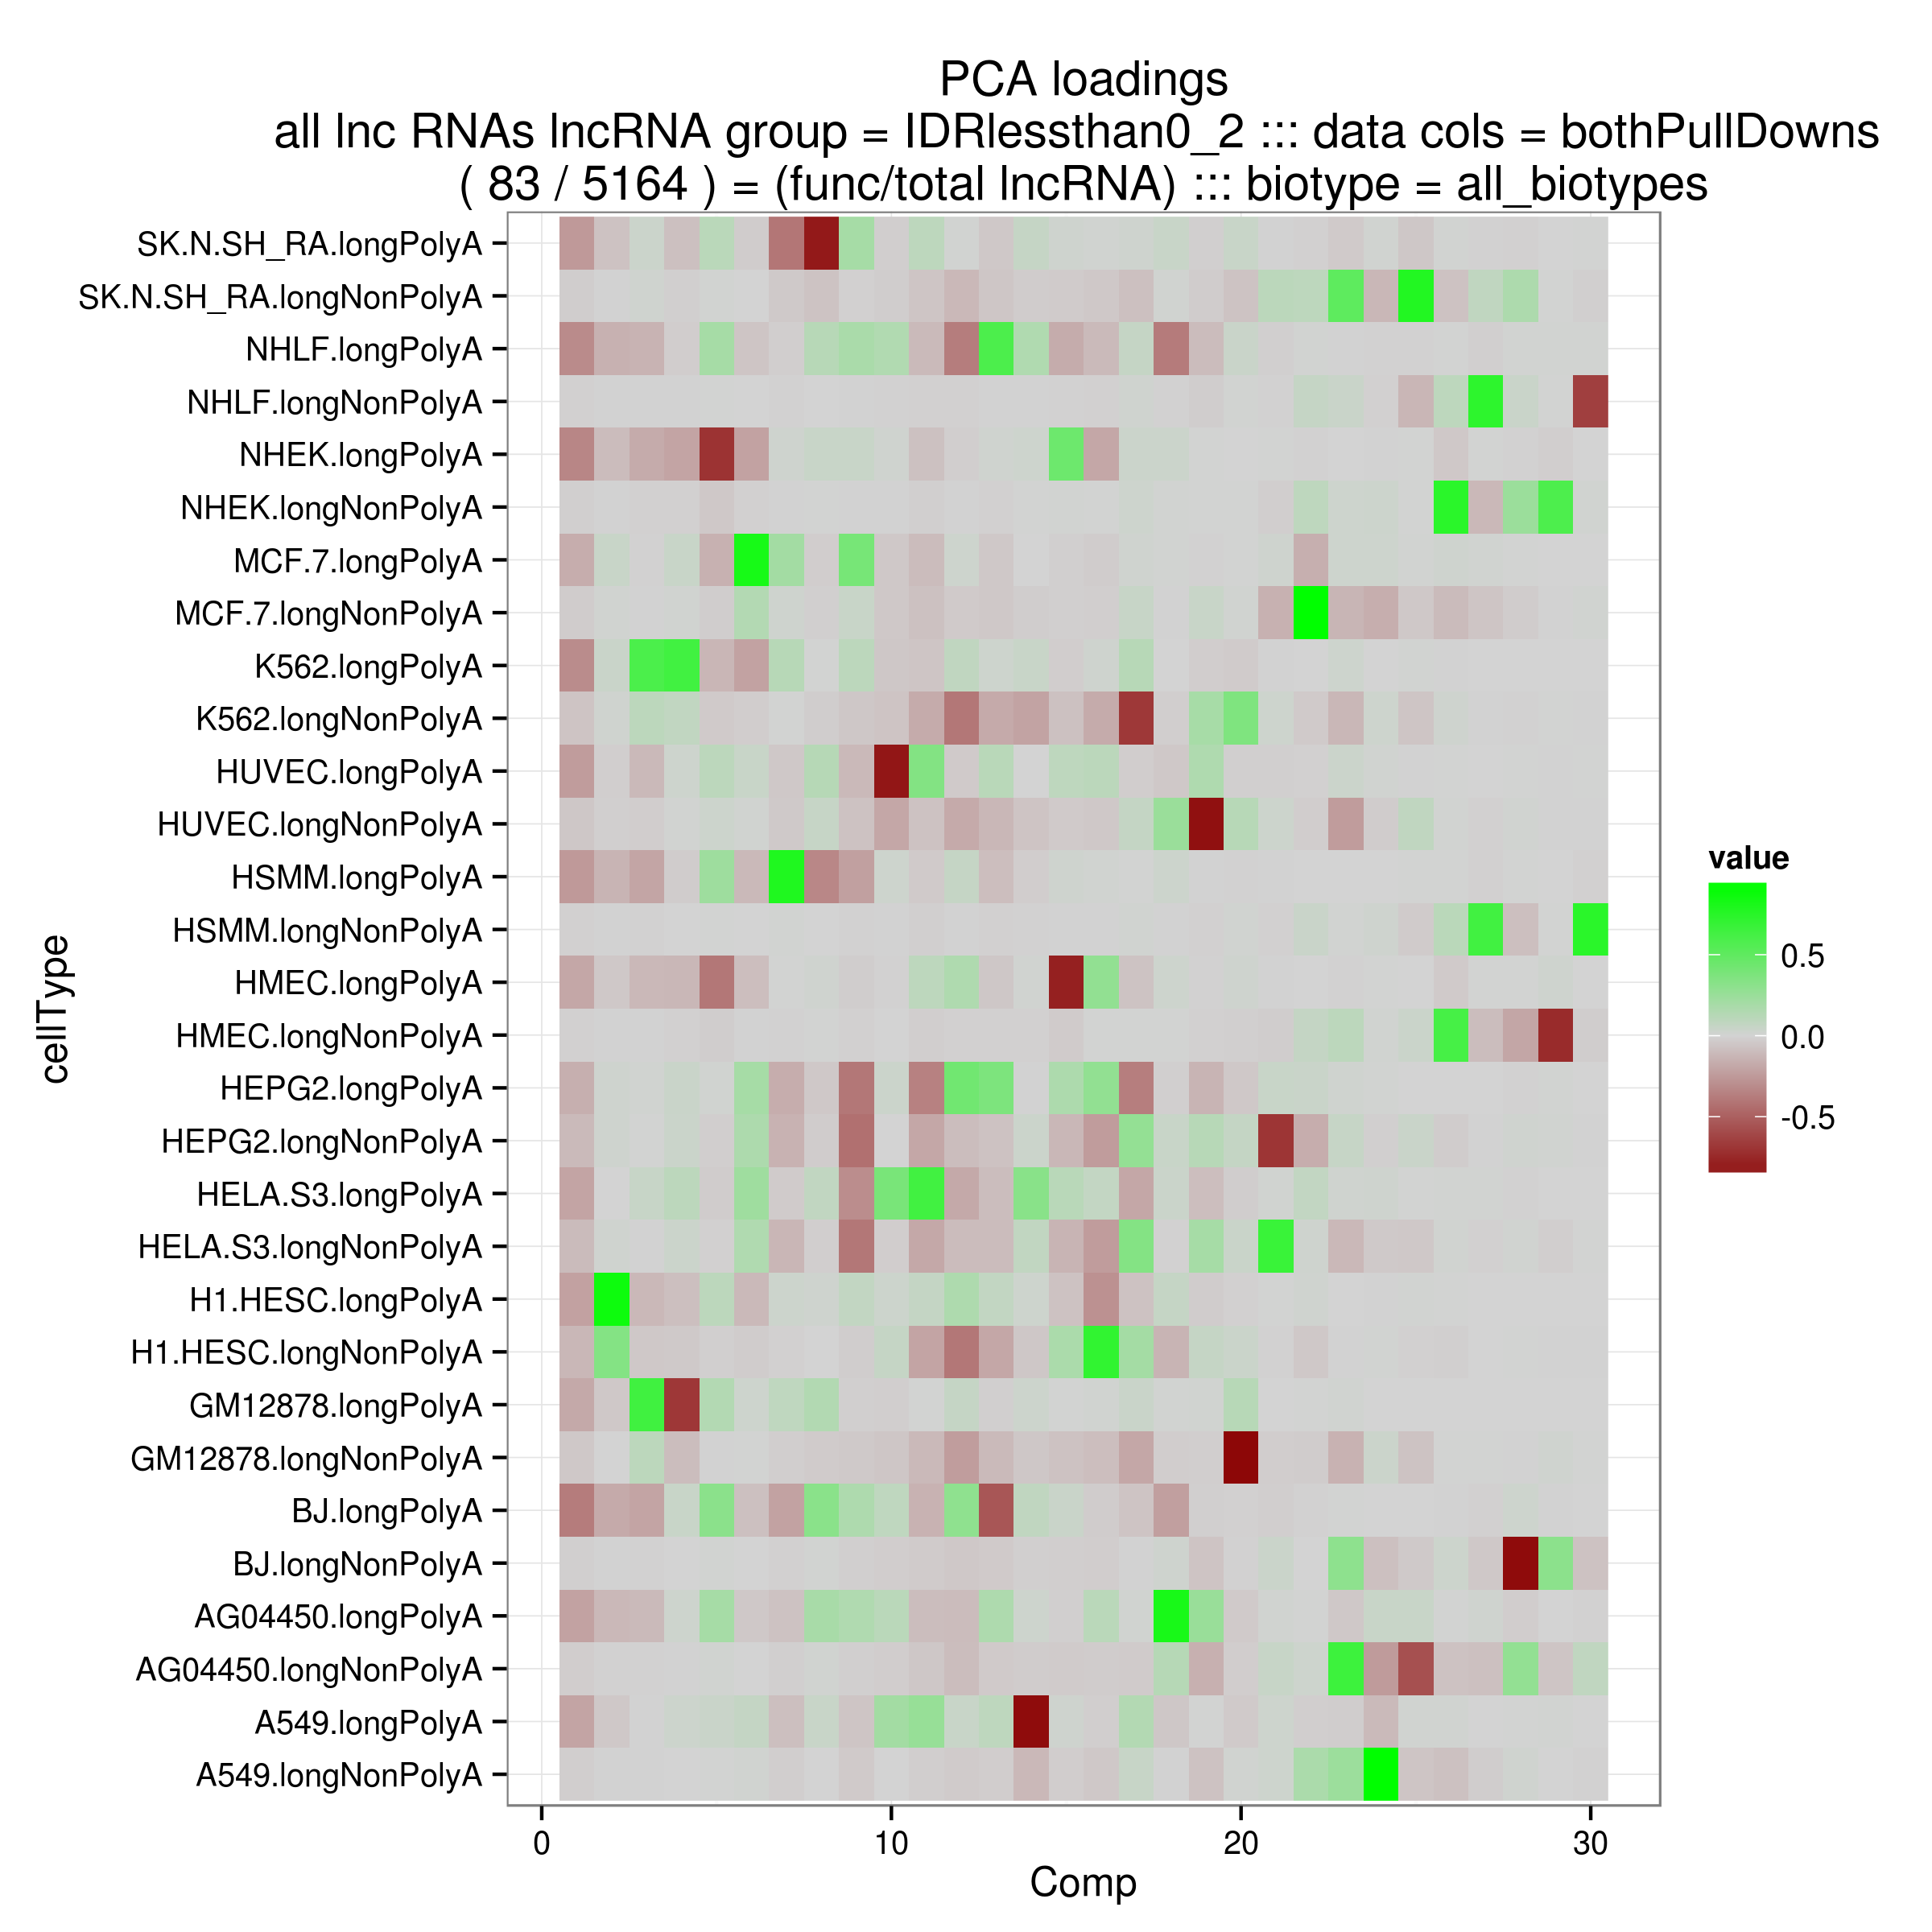 PCA loadings
all lnc RNAs lncRNA group = IDRlessthan0_2 ::: data cols = bothPullDowns
( 83 / 5164 ) = (func/total lncRNA) ::: biotype = all_biotypes
SK.N.SH_RA.longPolyA
SK.N.SH_RA.longNonPolyA
NHLF.longPolyA
NHLF.longNonPolyA
NHEK.longPolyA
NHEK.longNonPolyA
MCF.7.longPolyA
MCF.7.longNonPolyA
K562.longPolyA
K562.longNonPolyA
HUVEC.longPolyA
HUVEC.longNonPolyA
HSMM.longPolyA
HSMM.longNonPolyA
HMEC.longPolyA
HMEC.longNonPolyA
HEPG2.longPolyA
HEPG2.longNonPolyA
HELA.S3.longPolyA
HELA.S3.longNonPolyA
H1.HESC.longPolyA
H1.HESC.longNonPolyA
GM12878.longPolyA
GM12878.longNonPolyA
BJ.longPolyA
BJ.longNonPolyA
AG04450.longPolyA
AG04450.longNonPolyA
A549.longPolyA
A549.longNonPolyA
cellType
0 10 20 30
Comp
value
0.5
0.0
-0.5